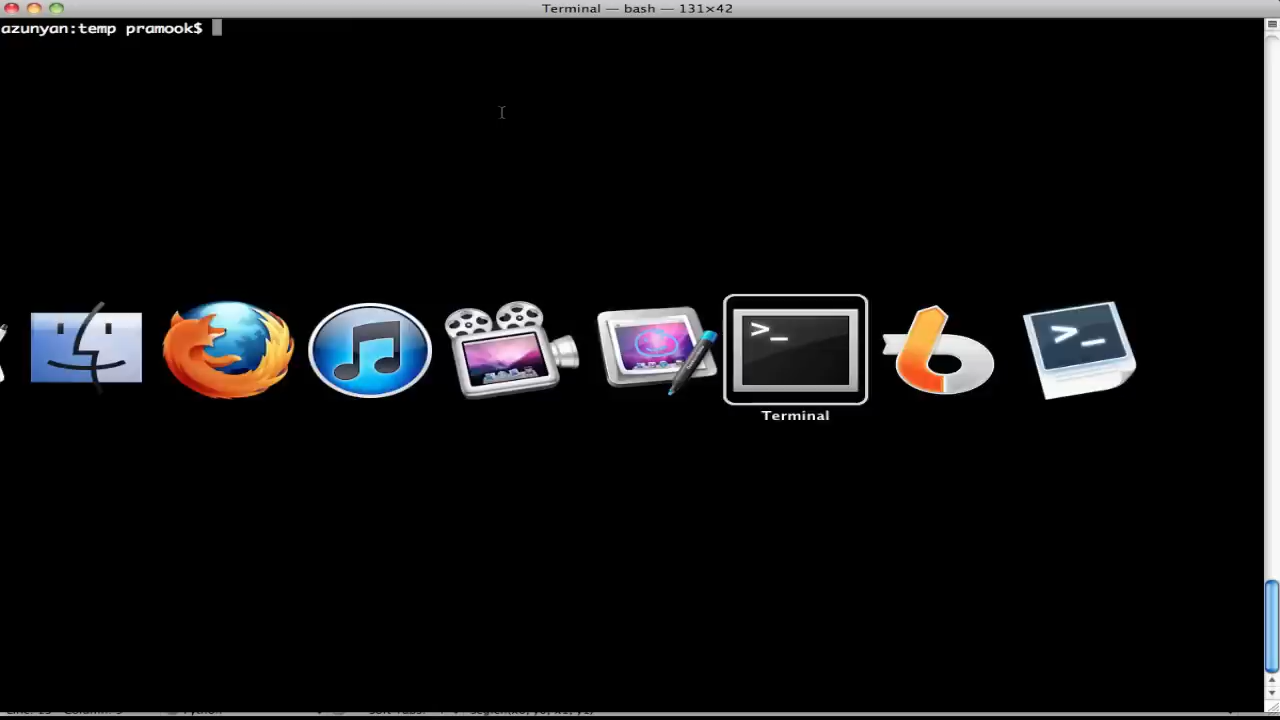 Terminal — bash — 131×42
azunyan:temp pramook$
>_
>_
Terminal